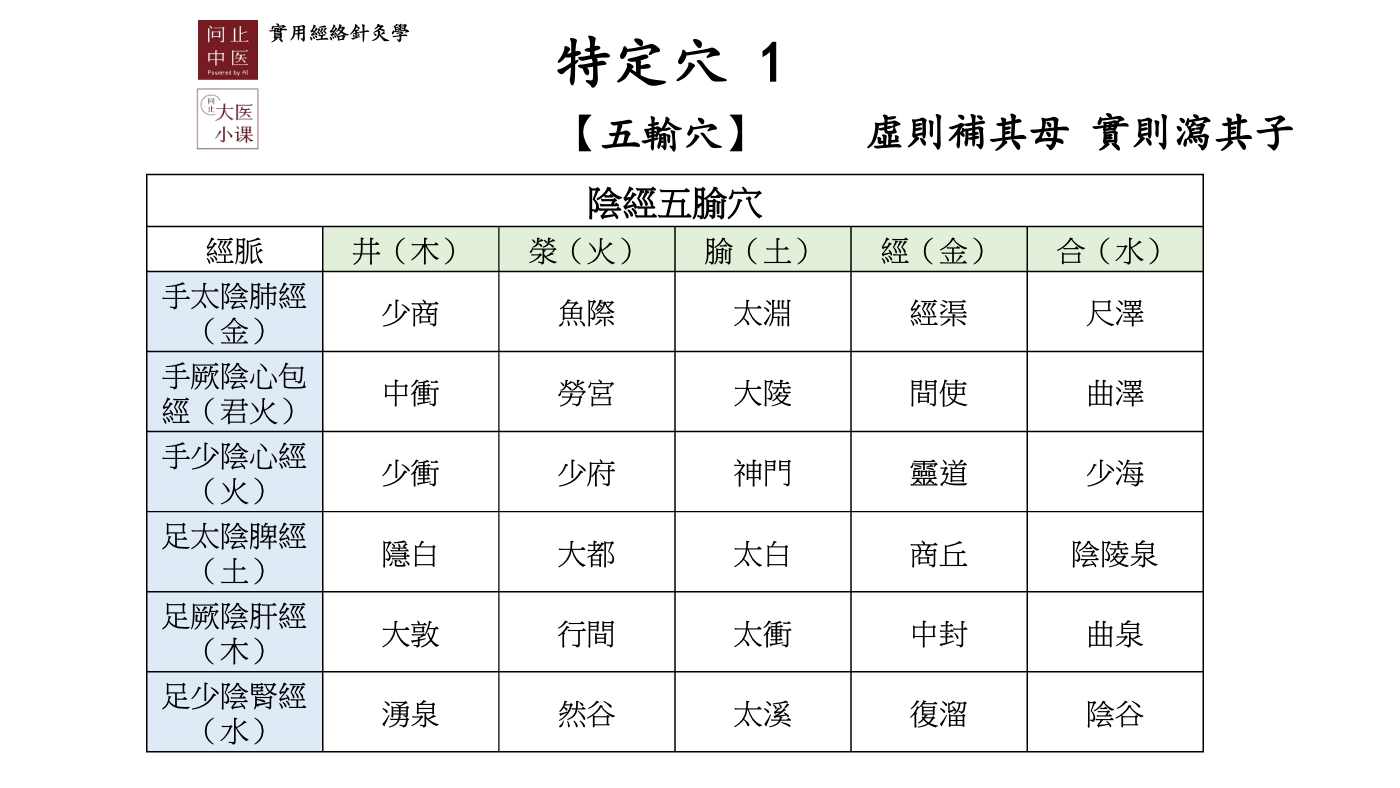 问止
中医
Powered by AI
實用經絡針灸學
问止
大医
小课
特定穴 1
【五輸穴】 虛則補其母 實則瀉其子
陰經五腧穴
經脈 井（木） 滎（火） 腧（土） 經（金） 合（水）
手太陰肺經
（金） 少商 魚際 太淵 經渠 尺澤
手厥陰心包
經（君火） 中衝 勞宮 大陵 間使 曲澤
手少陰心經
（火） 少衝 少府 神門 靈道 少海
足太陰脾經
（土） 隱白 大都 太白 商丘 陰陵泉
足厥陰肝經
（木） 大敦 行間 太衝 中封 曲泉
足少陰腎經
（水） 湧泉 然谷 太溪 復溜 陰谷